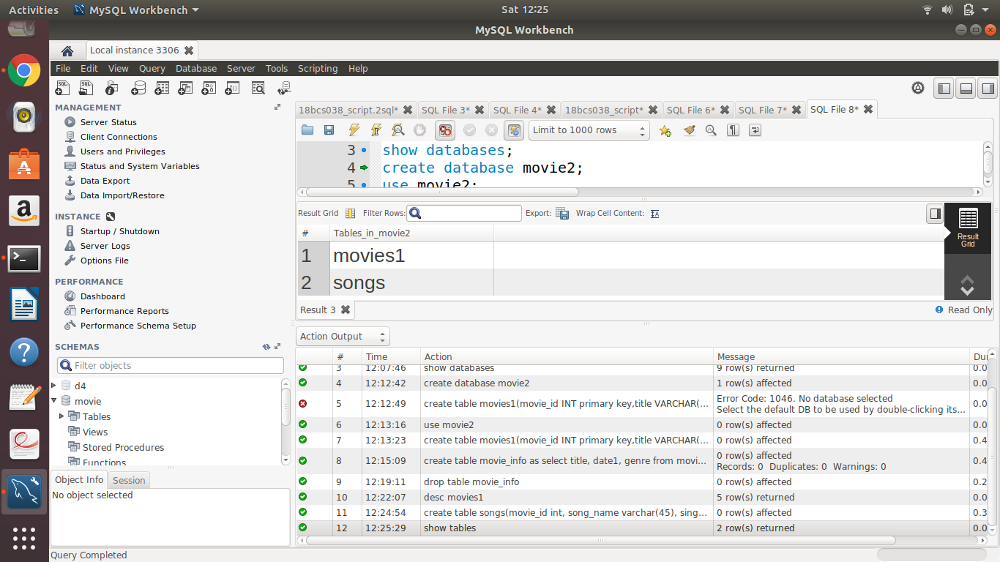 Activities MySQL Workbench Sat 12:25
MySQL Workbench
Local instance 3306
File Edit View Query Database Server Tools Scripting Help
MANAGEMENT
Server Status
Client Connections
Users and Privileges
Status and System Variables
Data Export
Data Import/Restore
INSTANCE
Startup / Shutdown
Server Logs
Options File
PERFORMANCE
Dashboard
Performance Reports
Performance Schema Setup
SCHEMAS
Filter objects
d4
movie
Tables
Views
Stored Procedures
Functions
Object Info Session
No object selected
18bcs038_script.2sql* SQL File 3* SQL File 4* 18bcs038_script* SQL File 6* SQL File 7* SQL File 8*
Limit to 1000 rows
3 show databases;
4 create database movie2;
5 use movie2;
Result Grid Filter Rows: Export: Wrap Cell Content:
# Tables_in_movie2
1 movies1
2 songs
Result
Grid
Result 3 Read Only
Action Output
# Time Action Message Dur
3 12:07:46 show databases 9 row(s) returned 0.0
4 12:12:42 create database movie2 1 row(s) affected 0.0
5 12:12:49 create table movies1(movie_id INT primary key,title VARCHAR(... Error Code: 1046. No database selected 0.0
Select the default DB to be used by double-clicking its...
6 12:13:16 use movie2 0 row(s) affected 0.0
7 12:13:23 create table movies1(movie_id INT primary key,title VARCHAR(... 0 row(s) affected 0.4
8 12:15:09 create table movie_info as select title, date1, genre from movi... 0 row(s) affected 0.4
Records: 0 Duplicates: 0 Warnings: 0
9 12:19:11 drop table movie_info 0 row(s) affected 0.2
10 12:22:07 desc movies1 5 row(s) returned 0.0
11 12:24:54 create table songs(movie_id int, song_name varchar(45), sing... 0 row(s) affected 0.3
12 12:25:29 show tables 2 row(s) returned 0.0
Query Completed